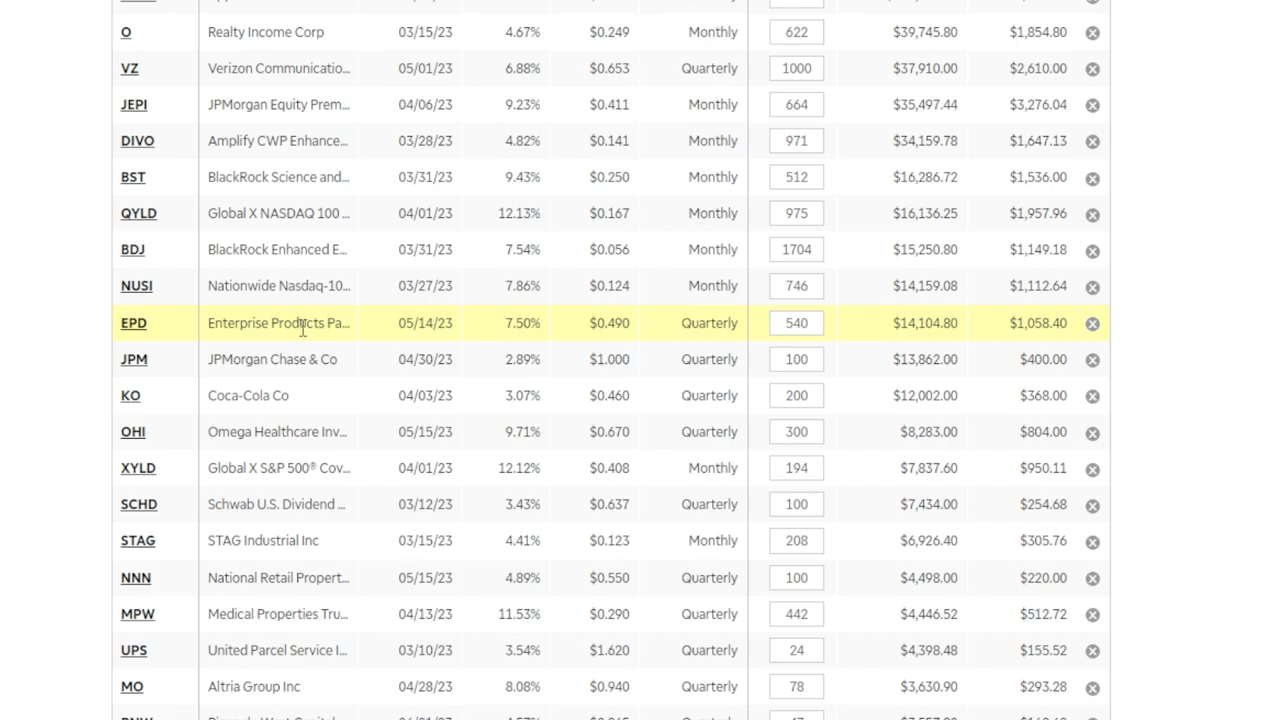 O Realty Income Corp 03/15/23 4.67% $0.249 Monthly 622 $39,745.80 $1,854.80
VZ Verizon Communicatio... 05/01/23 6.88% $0.653 Quarterly 1000 $37,910.00 $2,610.00
JEPI JPMorgan Equity Prem... 04/06/23 9.23% $0.411 Monthly 664 $35,497.44 $3,276.04
DIVO Amplify CWP Enhance... 03/28/23 4.82% $0.141 Monthly 971 $34,159.78 $1,647.13
BST BlackRock Science and... 03/31/23 9.43% $0.250 Monthly 512 $16,286.72 $1,536.00
QYLD Global X NASDAQ 100 ... 04/01/23 12.13% $0.167 Monthly 975 $16,136.25 $1,957.96
BDJ BlackRock Enhanced E... 03/31/23 7.54% $0.056 Monthly 1704 $15,250.80 $1,149.18
NUSI Nationwide Nasdaq-10... 03/27/23 7.86% $0.124 Monthly 746 $14,159.08 $1,112.64
EPD Enterprise Products Pa... 05/14/23 7.50% $0.490 Quarterly 540 $14,104.80 $1,058.40
JPM JPMorgan Chase & Co 04/30/23 2.89% $1.000 Quarterly 100 $13,862.00 $400.00
KO Coca-Cola Co 04/03/23 3.07% $0.460 Quarterly 200 $12,002.00 $368.00
OHI Omega Healthcare Inv... 05/15/23 9.71% $0.670 Quarterly 300 $8,283.00 $804.00
XYLD Global X S&P 500® Cov... 04/01/23 12.12% $0.408 Monthly 194 $7,837.60 $950.11
SCHD Schwab U.S. Dividend ... 03/12/23 3.43% $0.637 Quarterly 100 $7,434.00 $254.68
STAG STAG Industrial Inc 03/15/23 4.41% $0.123 Monthly 208 $6,926.40 $305.76
NNN National Retail Propert... 05/15/23 4.89% $0.550 Quarterly 100 $4,498.00 $220.00
MPW Medical Properties Tru... 04/13/23 11.53% $0.290 Quarterly 442 $4,446.52 $512.72
UPS United Parcel Service I... 03/10/23 3.54% $1.620 Quarterly 24 $4,398.48 $155.52
MO Altria Group Inc 04/28/23 8.08% $0.940 Quarterly 78 $3,630.90 $293.28